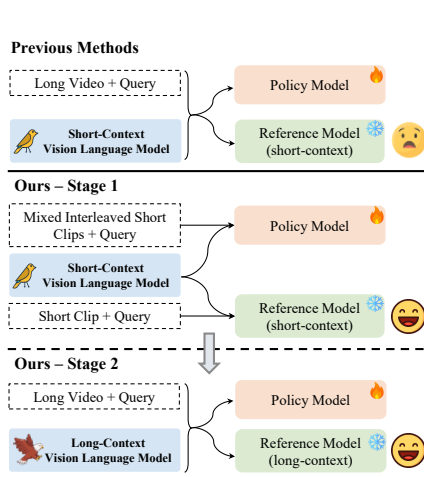 Previous Methods
Long Video + Query
Policy Model
Short-Context
Vision Language Model
Reference Model
(short-context)
Ours – Stage 1
Mixed Interleaved Short
Clips + Query
Policy Model
Short-Context
Vision Language Model
Short Clip + Query
Reference Model
(short-context)
Ours – Stage 2
Long Video + Query
Policy Model
Long-Context
Vision Language Model
Reference Model
(long-context)